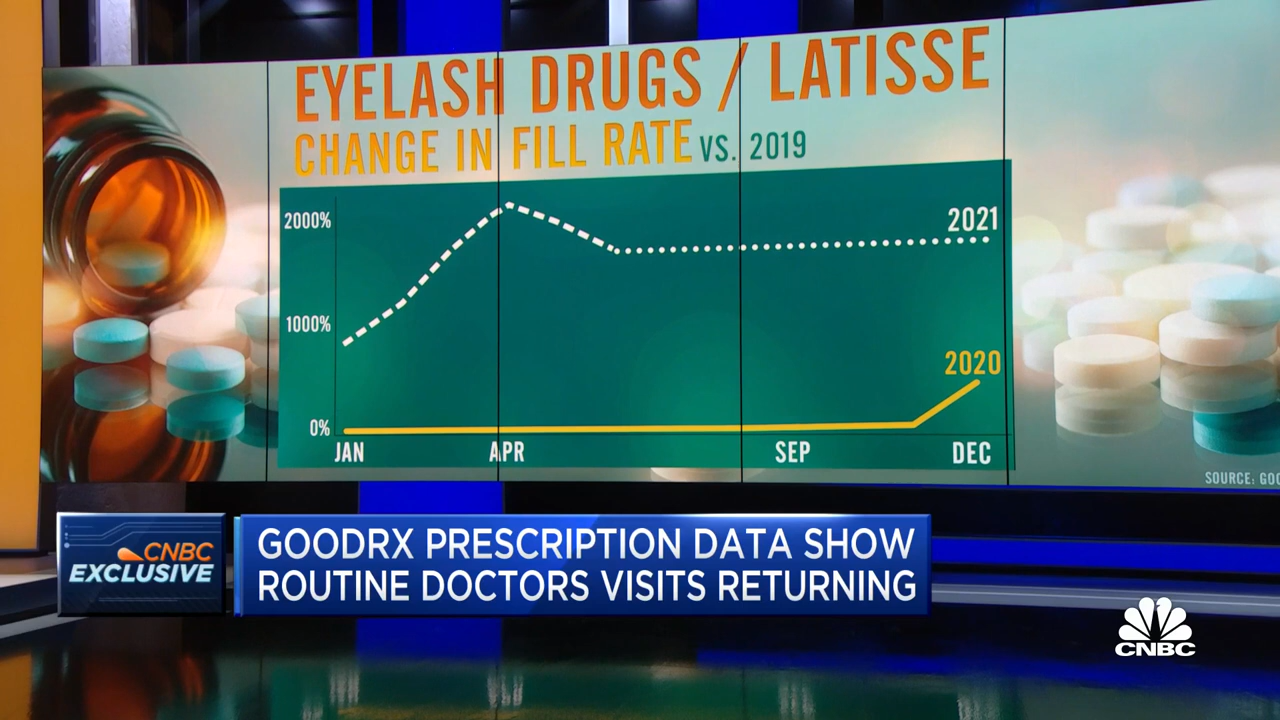 EYELASH DRUGS / LATISSE
CHANGE IN FILL RATE VS. 2019
2000%
2021
1000%
2020
0%
JAN APR SEP DEC
SOURCE:
CNBC
EXCLUSIVE
GOODRX PRESCRIPTION DATA SHOW
ROUTINE DOCTORS VISITS RETURNING
CNBC